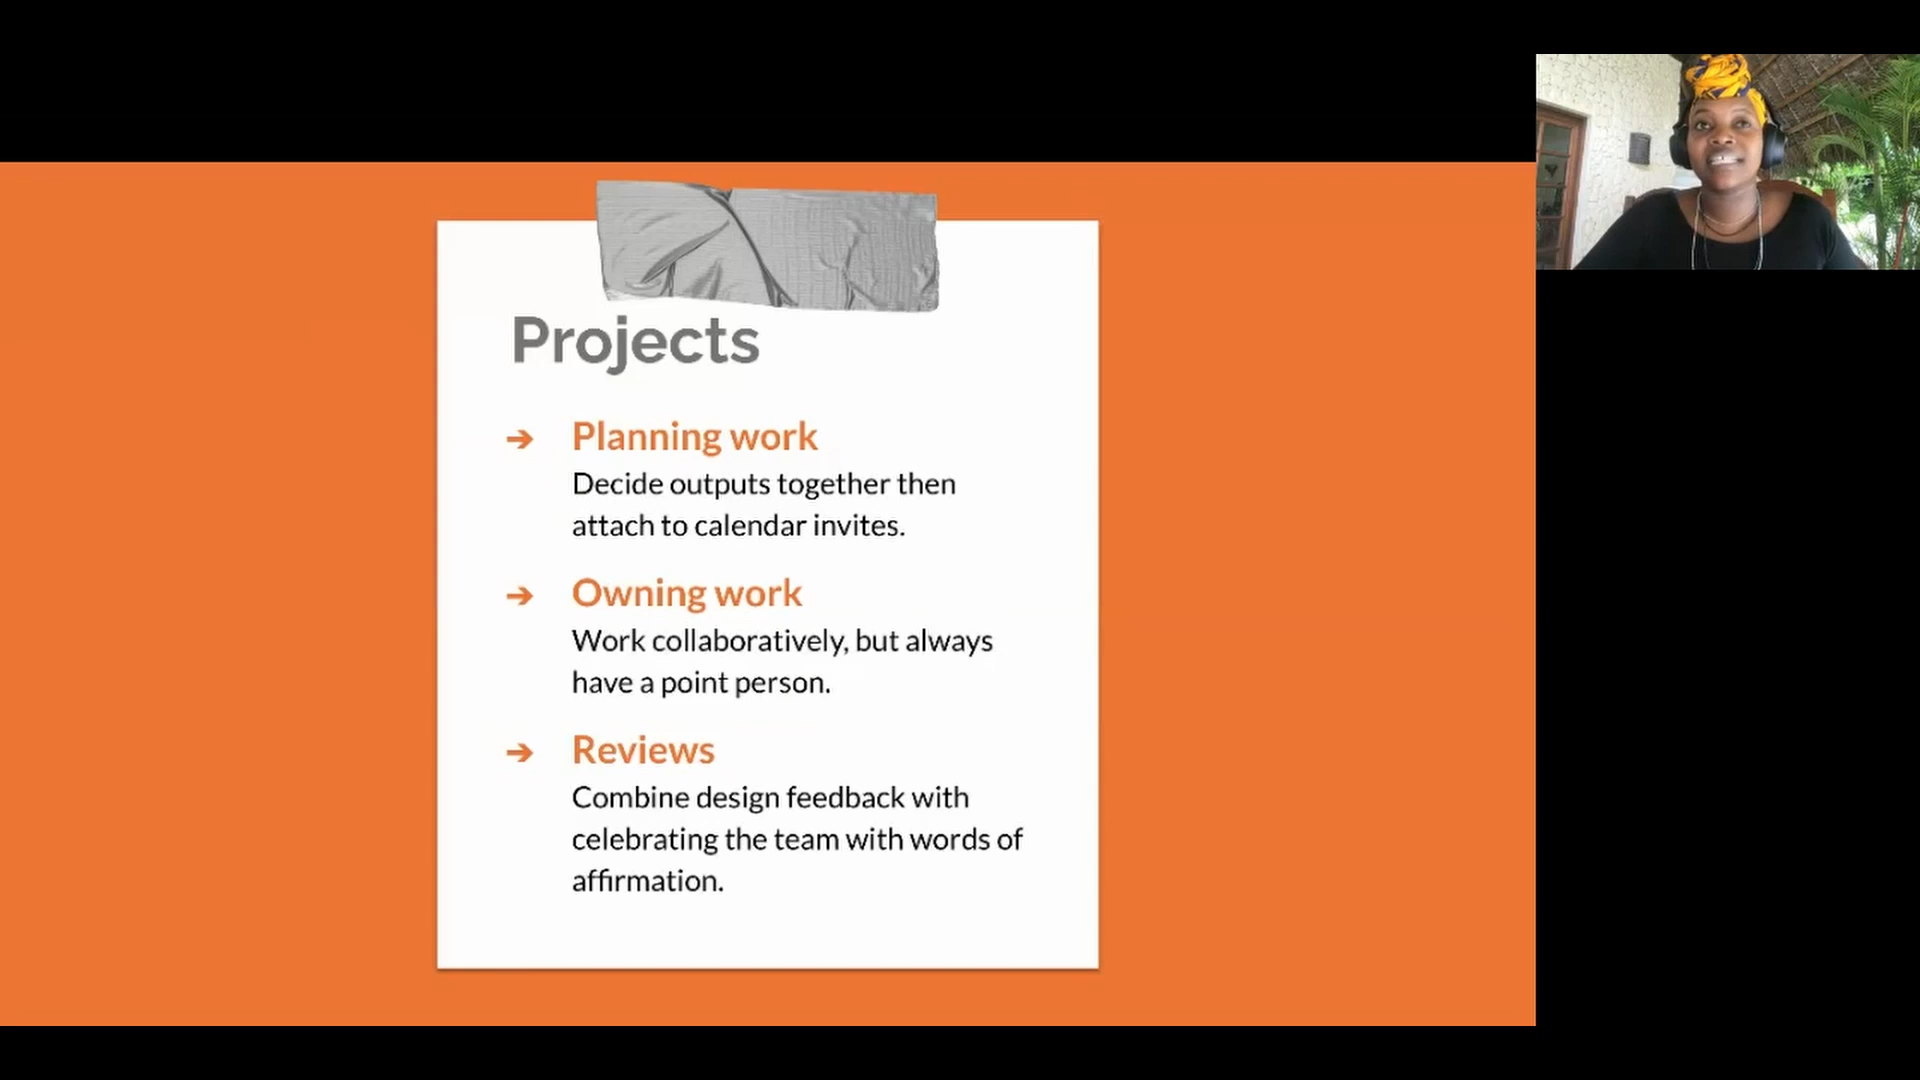 Projects
➔ Planning work
Decide outputs together then
attach to calendar invites.
➔ Owning work
Work collaboratively, but always
have a point person.
➔ Reviews
Combine design feedback with
celebrating the team with words of
affirmation.